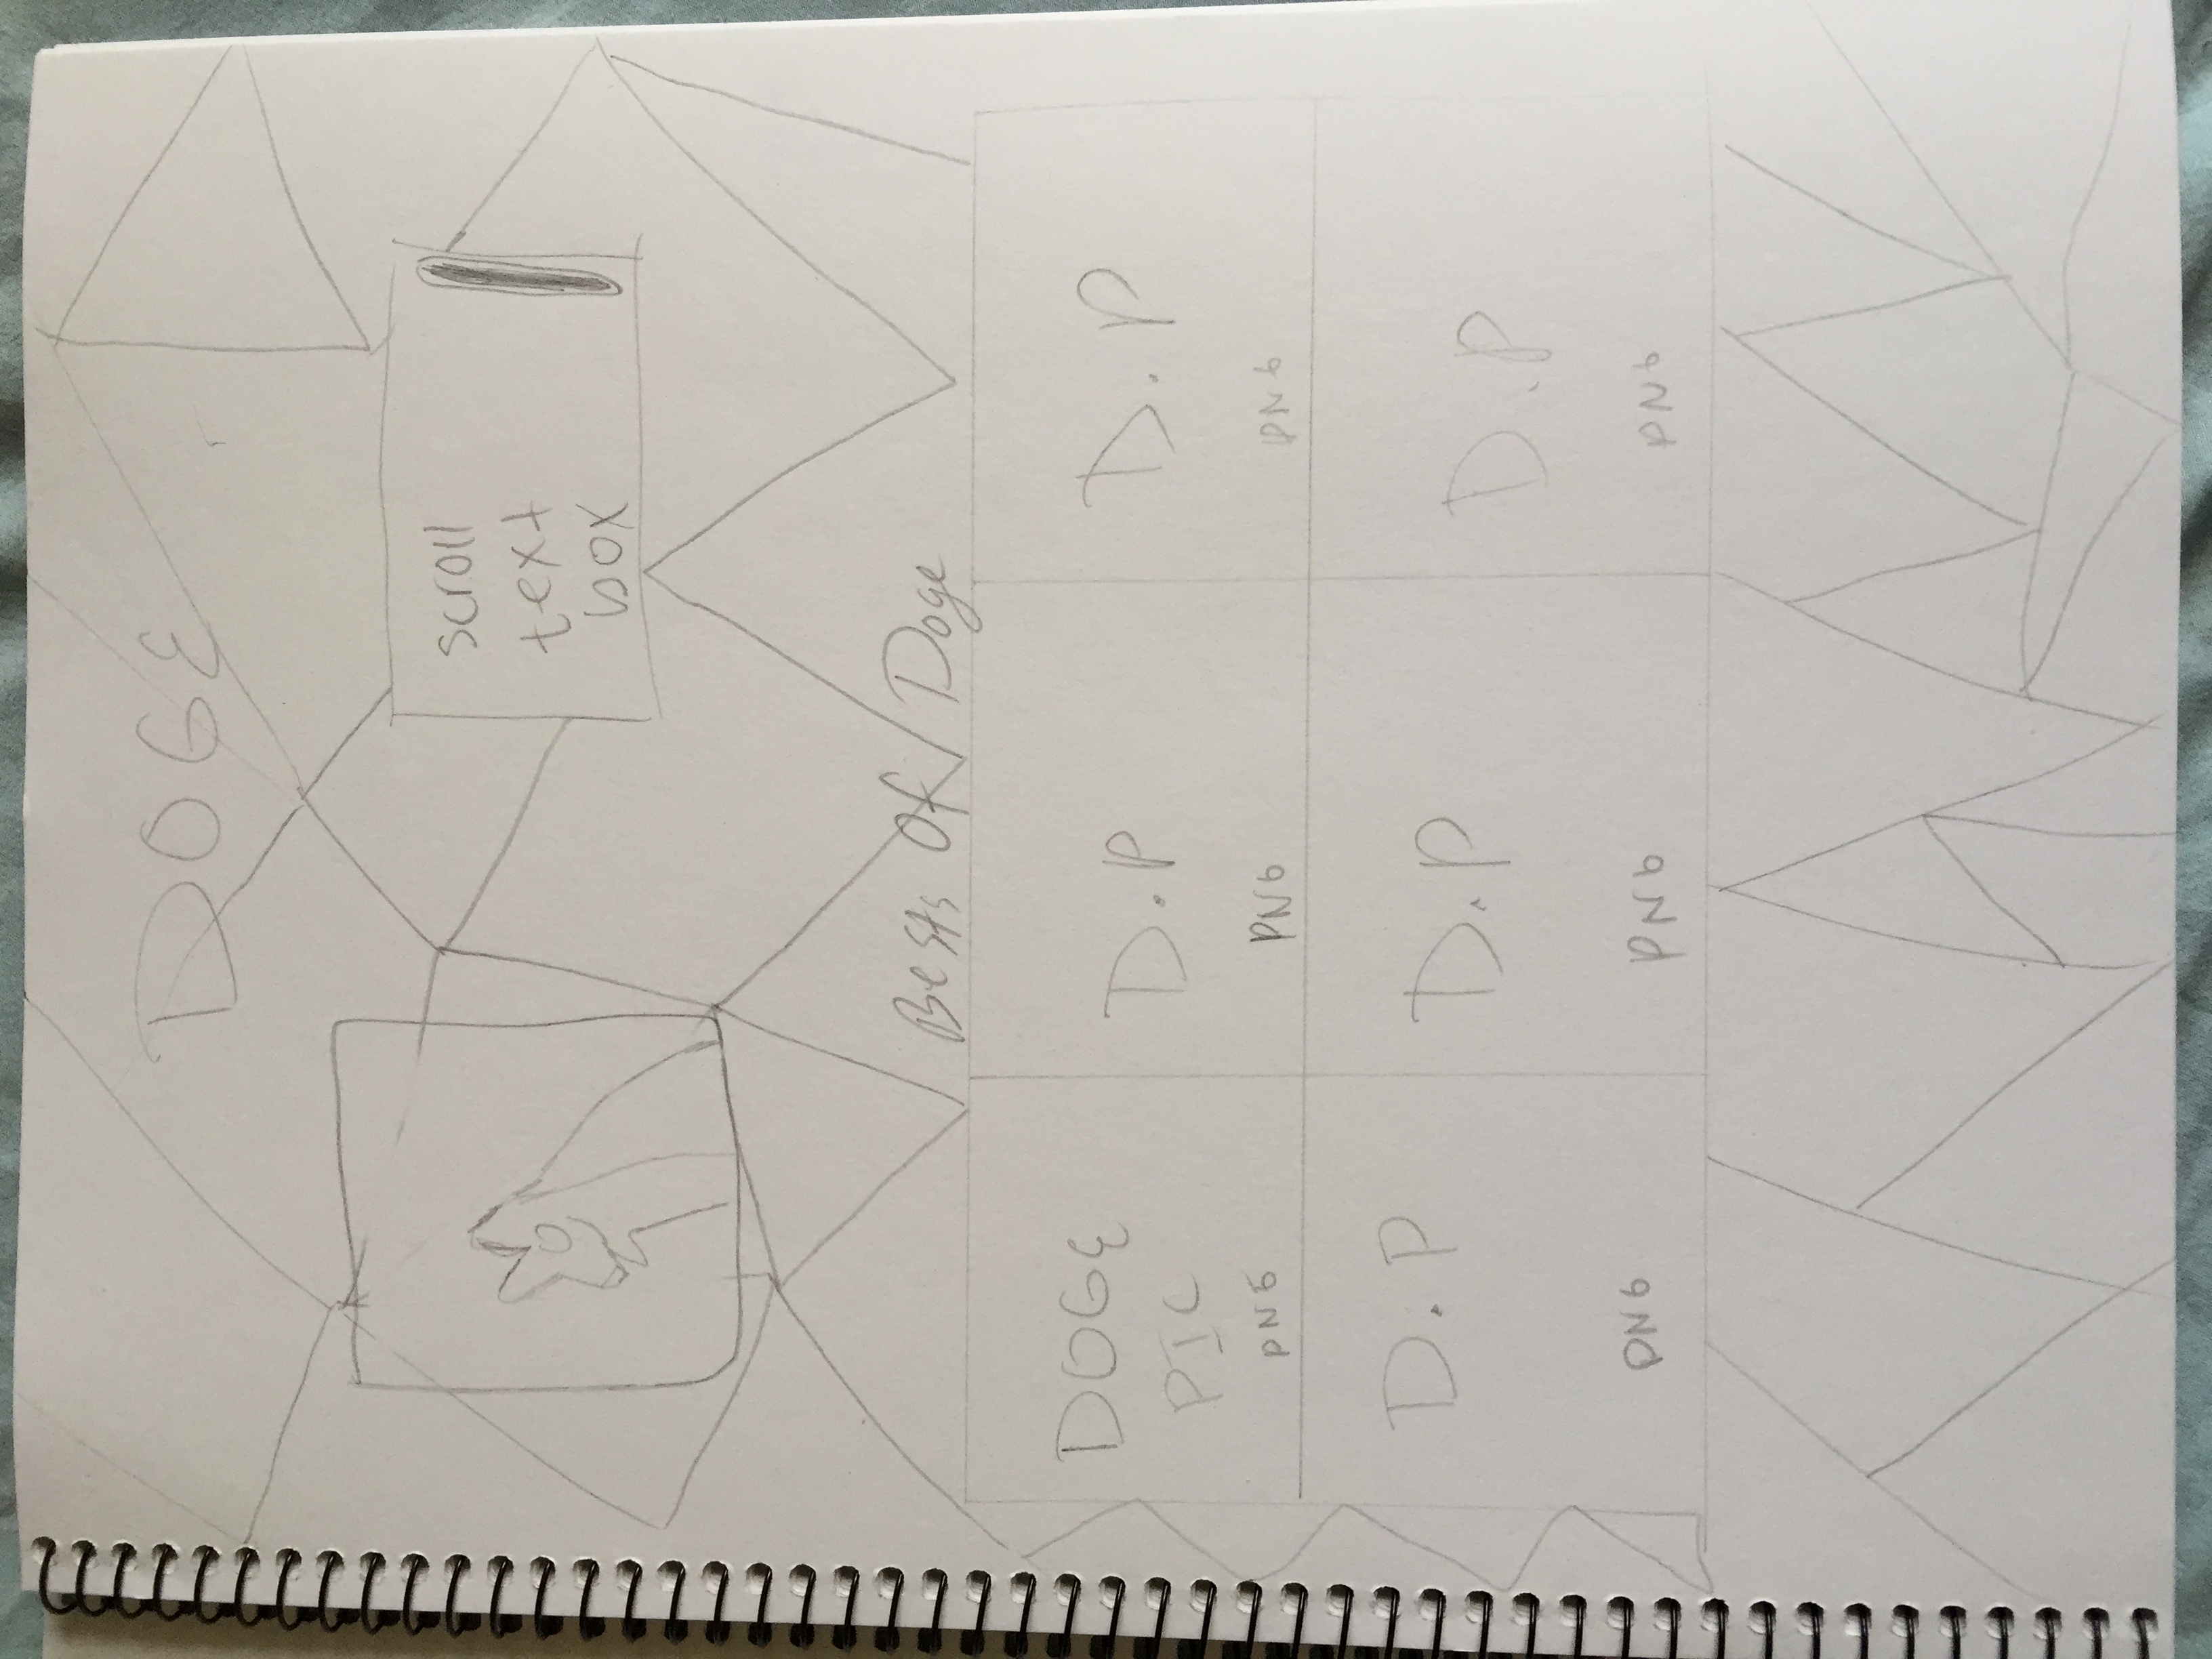 DOGE
scroll
text
box
Bests Of Doge
DOGE
PIC
PNG
D.P
PNG
D.P
PNG
D.P
PNG
D.P
PNG
D.P
PNG